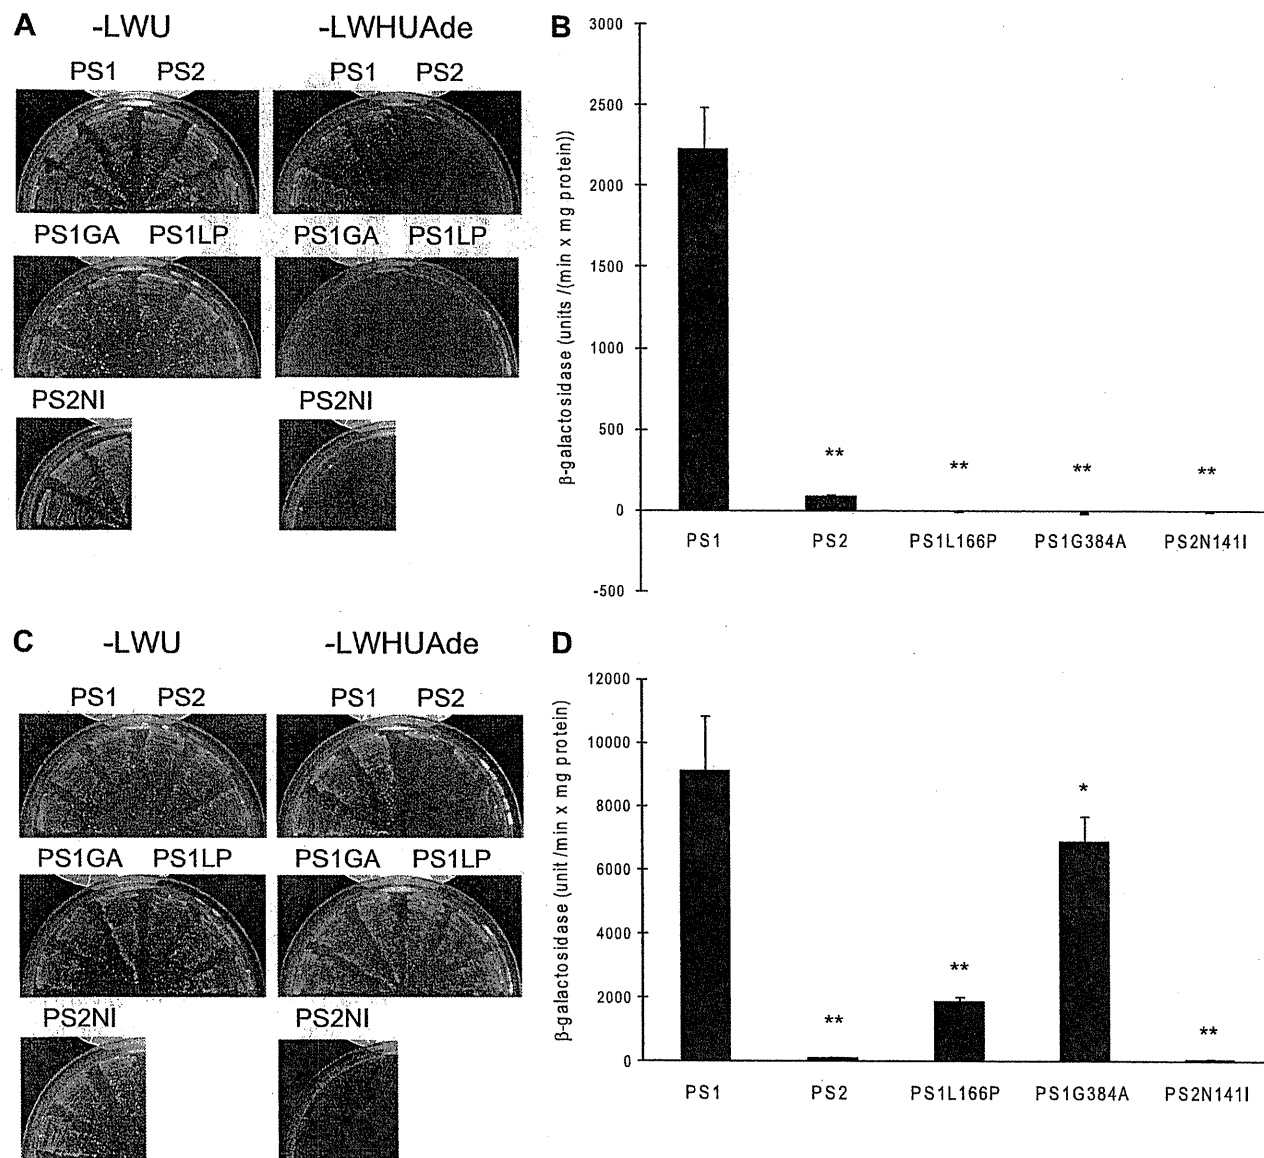 A
-LWU
-LWHUAde
PS1 PS2
PS1 PS2
PS1GA PS1LP
PS1GA PS1LP
PS2NI
PS2NI
B
β-galactosidase (units /(min x mg protein))
3000
2500
2000
1500
1000
500
0
-500
**
**
**
**
PS1
PS2
PS1L166P
PS1G384A
PS2N141I
C
-LWU
-LWHUAde
PS1 PS2
PS1 PS2
PS1GA PS1LP
PS1GA PS1LP
PS2NI
PS2NI
D
β-galactosidase (unit /min x mg protein)
12000
10000
8000
6000
4000
2000
0
**
**
*
**
PS1
PS2
PS1L166P
PS1G384A
PS2N141I